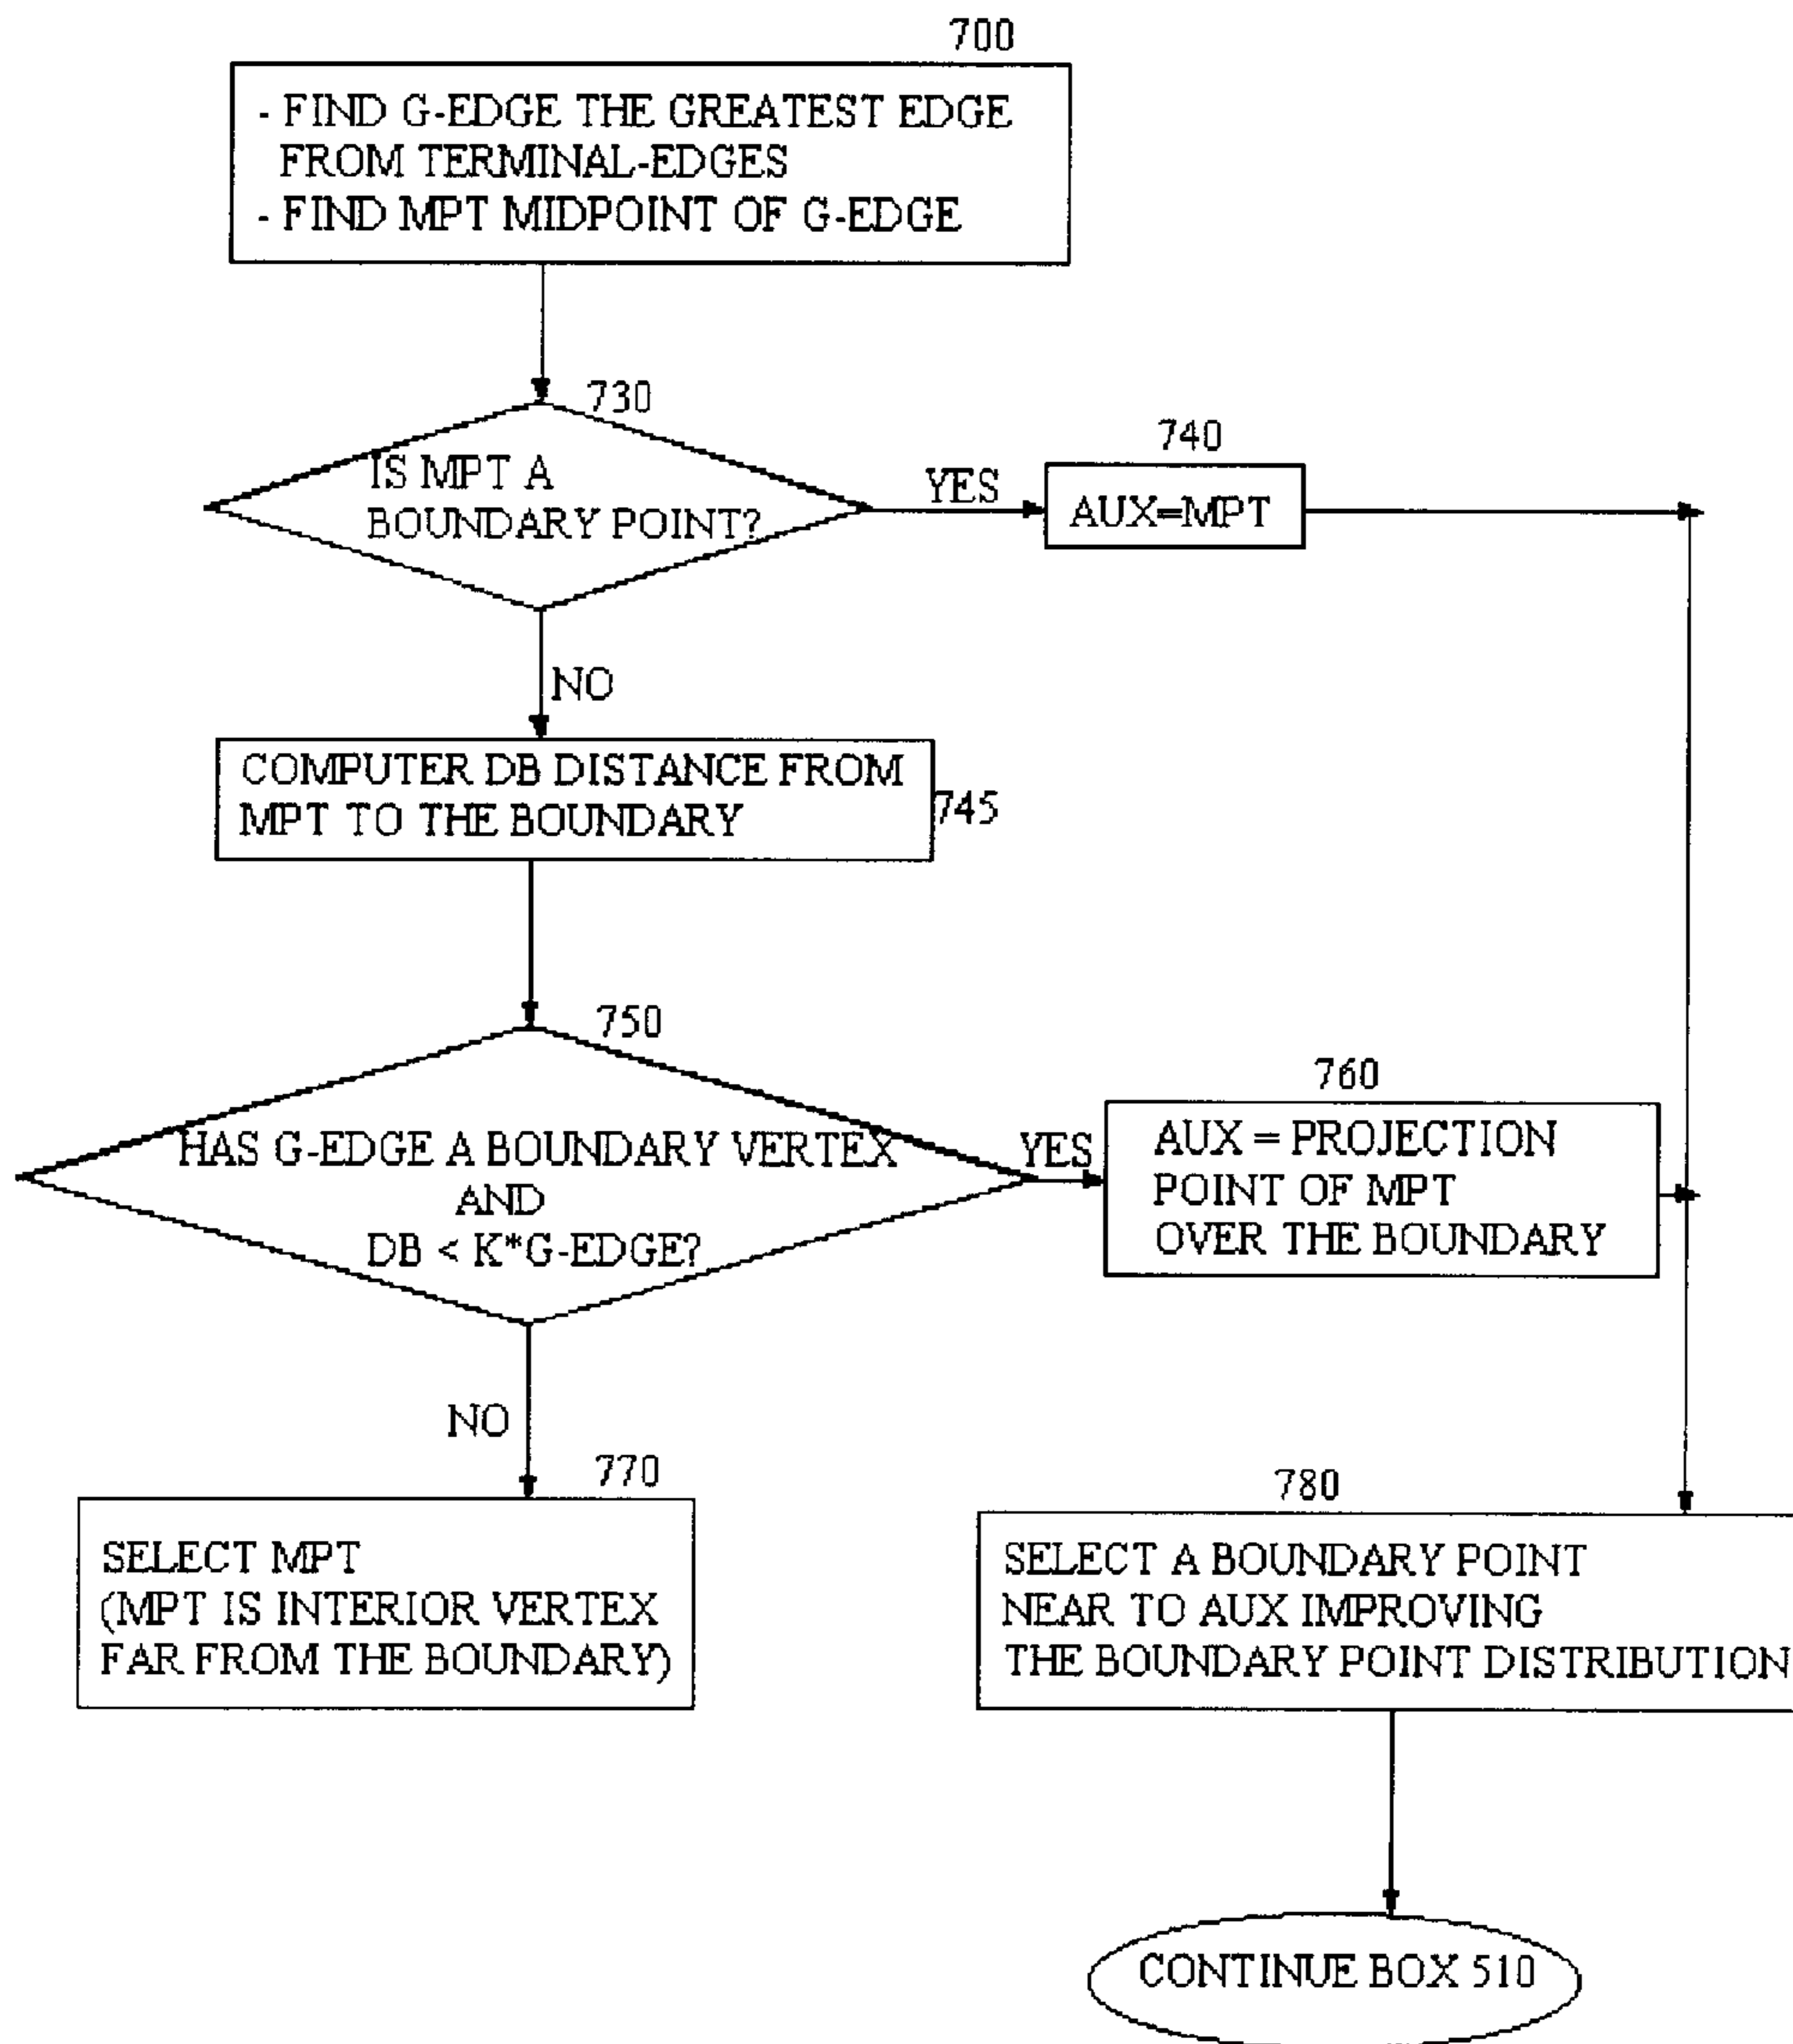 700
- FIND G-EDGE THE GREATEST EDGE
FROM TERMINAL-EDGES
- FIND MPT MIDPOINT OF G-EDGE
730
IS MPT A
BOUNDARY POINT?
YES
740
AUX=MPT
NO
COMPUTER DB DISTANCE FROM
MPT TO THE BOUNDARY
745
750
HAS G-EDGE A BOUNDARY VERTEX
AND
DB < K*G-EDGE?
YES
760
AUX = PROJECTION
POINT OF MPT
OVER THE BOUNDARY
NO
770
SELECT MPT
(MPT IS INTERIOR VERTEX
FAR FROM THE BOUNDARY)
780
SELECT A BOUNDARY POINT
NEAR TO AUX IMPROVING
THE BOUNDARY POINT DISTRIBUTION
CONTINUE BOX 510